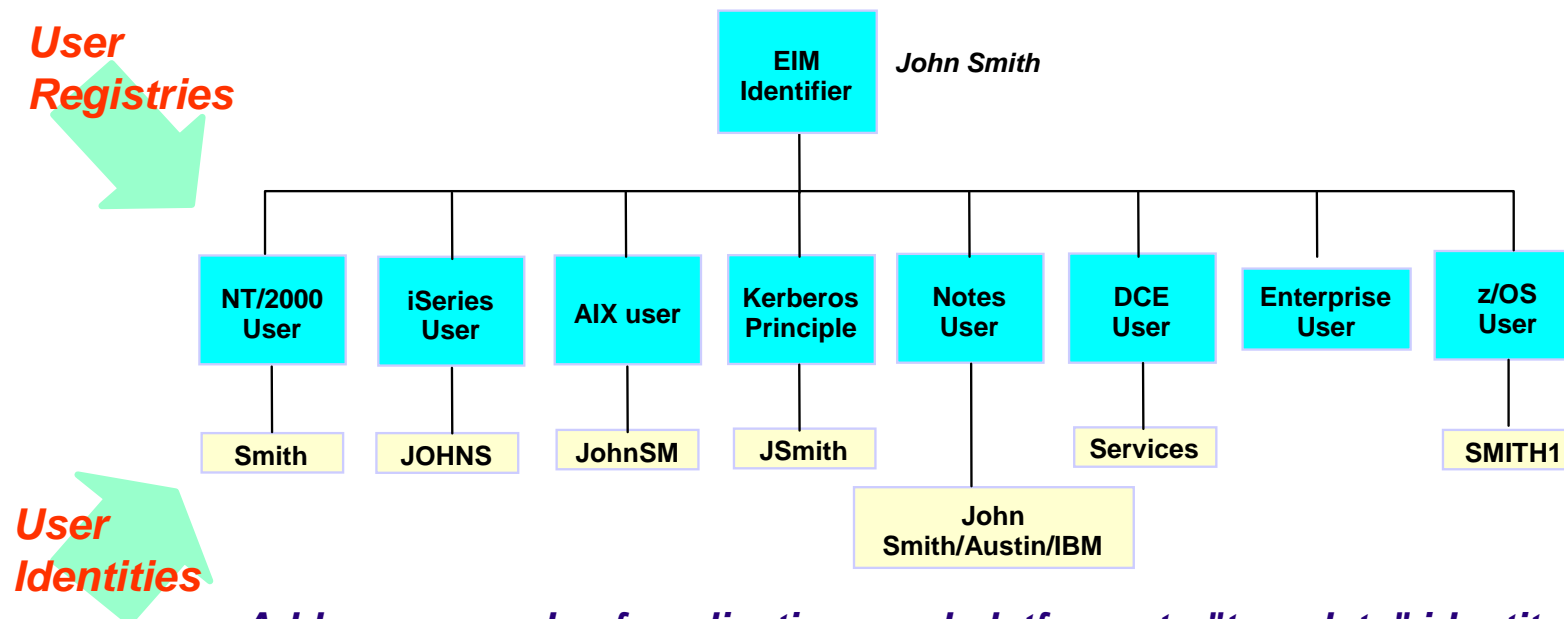 User
Registries
EIM
Identifier
John Smith
NT/2000
User
iSeries
User
AIX user
Kerberos
Principle
Notes
User
DCE
User
Enterprise
User
z/OS
User
Smith
JOHNS
JohnSM
JSmith
Services
SMITH1
John
Smith/Austin/IBM
User
Identities